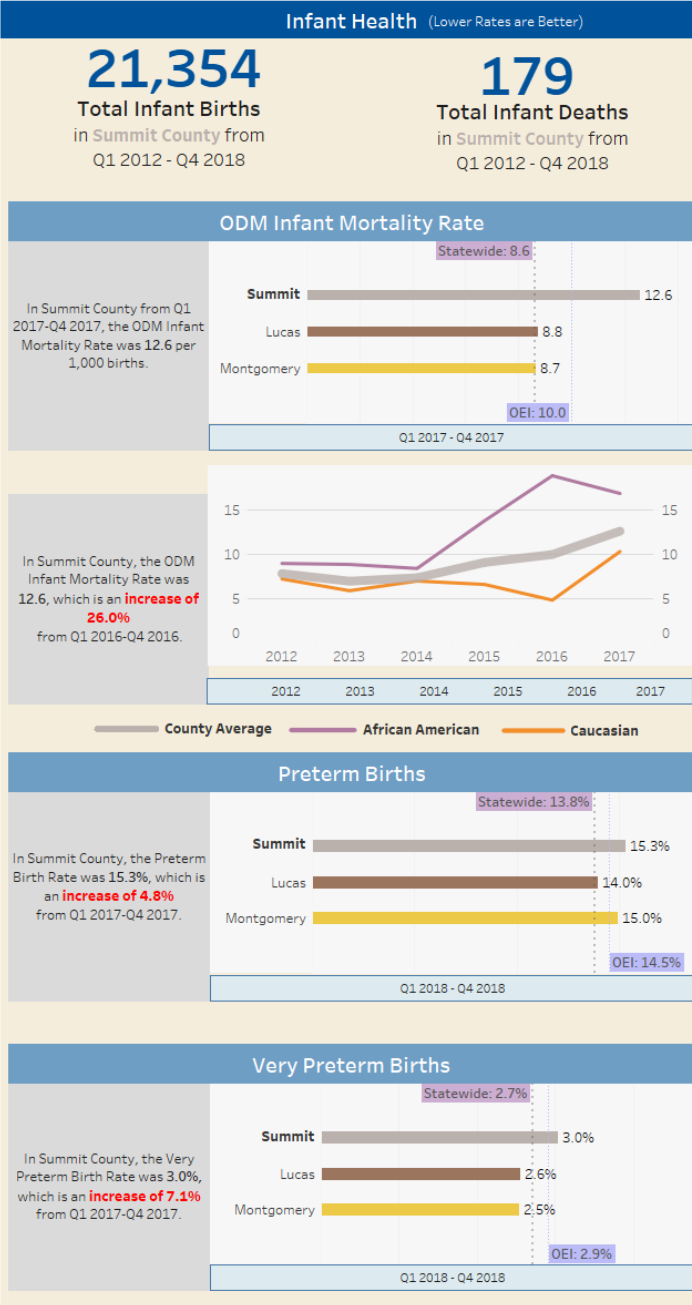 Infant Health (Lower Rates are Better)
21,354
Total Infant Births
in Summit County from
Q1 2012 - Q4 2018
179
Total Infant Deaths
in Summit County from
Q1 2012 - Q4 2018
ODM Infant Mortality Rate
In Summit County from Q1
2017-Q4 2017, the ODM Infant
Mortality Rate was 12.6 per
1,000 births.
Statewide: 8.6
Summit 12.6
Lucas 8.8
Montgomery 8.7
OEI: 10.0
Q1 2017 - Q4 2017
In Summit County, the ODM
Infant Mortality Rate was
12.6, which is an increase of
26.0%
from Q1 2016-Q4 2016.
15 15
10 10
5 5
0 0
2012 2013 2014 2015 2016 2017
2012 2013 2014 2015 2016 2017
County Average African American Caucasian
Preterm Births
In Summit County, the Preterm
Birth Rate was 15.3%, which is
an increase of 4.8%
from Q1 2017-Q4 2017.
Statewide: 13.8%
Summit 15.3%
Lucas 14.0%
Montgomery 15.0%
OEI: 14.5%
Q1 2018 - Q4 2018
Very Preterm Births
In Summit County, the Very
Preterm Birth Rate was 3.0%,
which is an increase of 7.1%
from Q1 2017-Q4 2017.
Statewide: 2.7%
Summit 3.0%
Lucas 2.6%
Montgomery 2.5%
OEI: 2.9%
Q1 2018 - Q4 2018